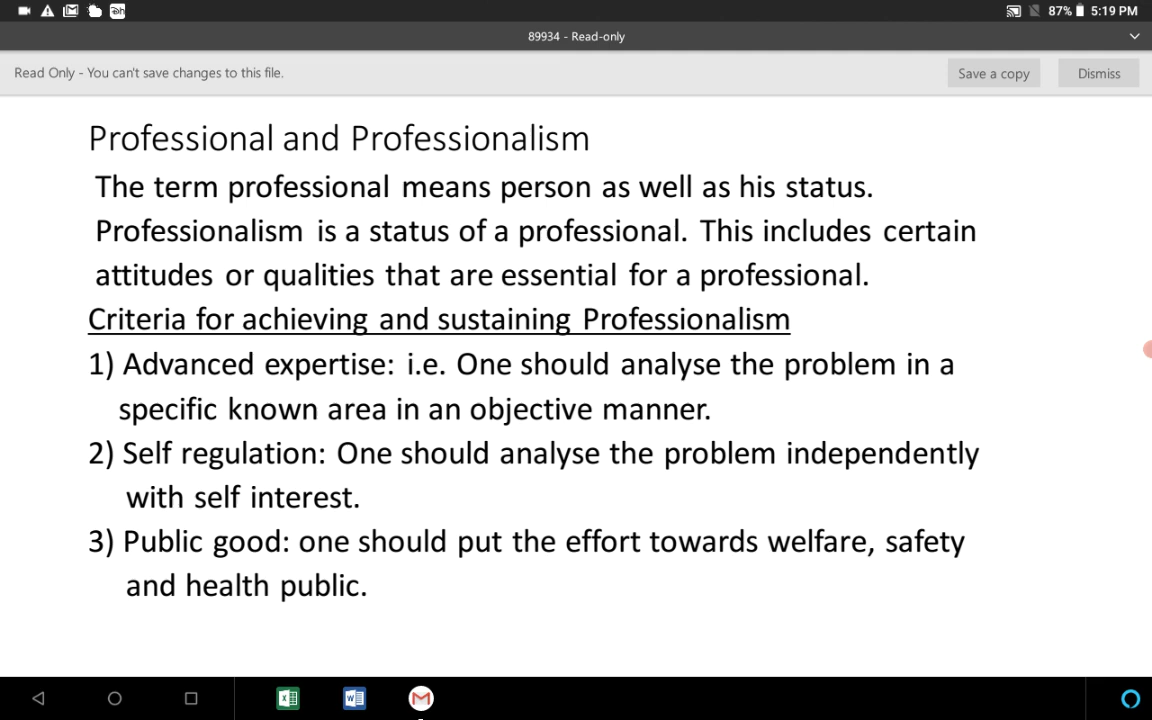 87% 5:19 PM
89934 - Read-only
Read Only - You can't save changes to this file. Save a copy Dismiss
Professional and Professionalism
The term professional means person as well as his status.
Professionalism is a status of a professional. This includes certain
attitudes or qualities that are essential for a professional.
Criteria for achieving and sustaining Professionalism
1) Advanced expertise: i.e. One should analyse the problem in a
specific known area in an objective manner.
2) Self regulation: One should analyse the problem independently
with self interest.
3) Public good: one should put the effort towards welfare, safety
and health public.